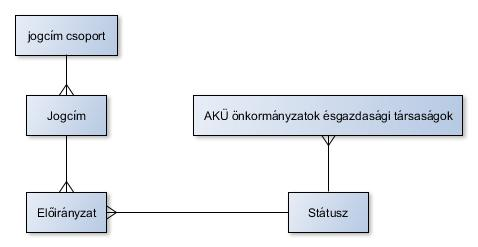 jogcím csoport
Jogcím
AKÜ önkormányzatok ésgazdasági társaságok
Előirányzat
Státusz